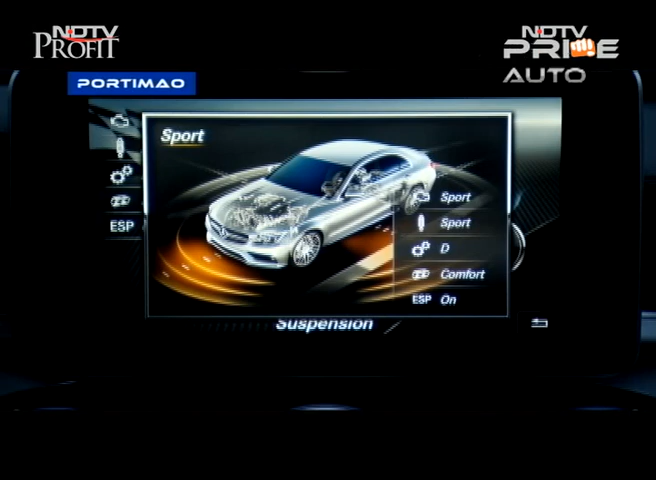 NDTV
PROFIT
NDTV
PRIME
AUTO
PORTIMAO
Sport
ESP
Sport
Sport
D
Comfort
ESP On
Suspension